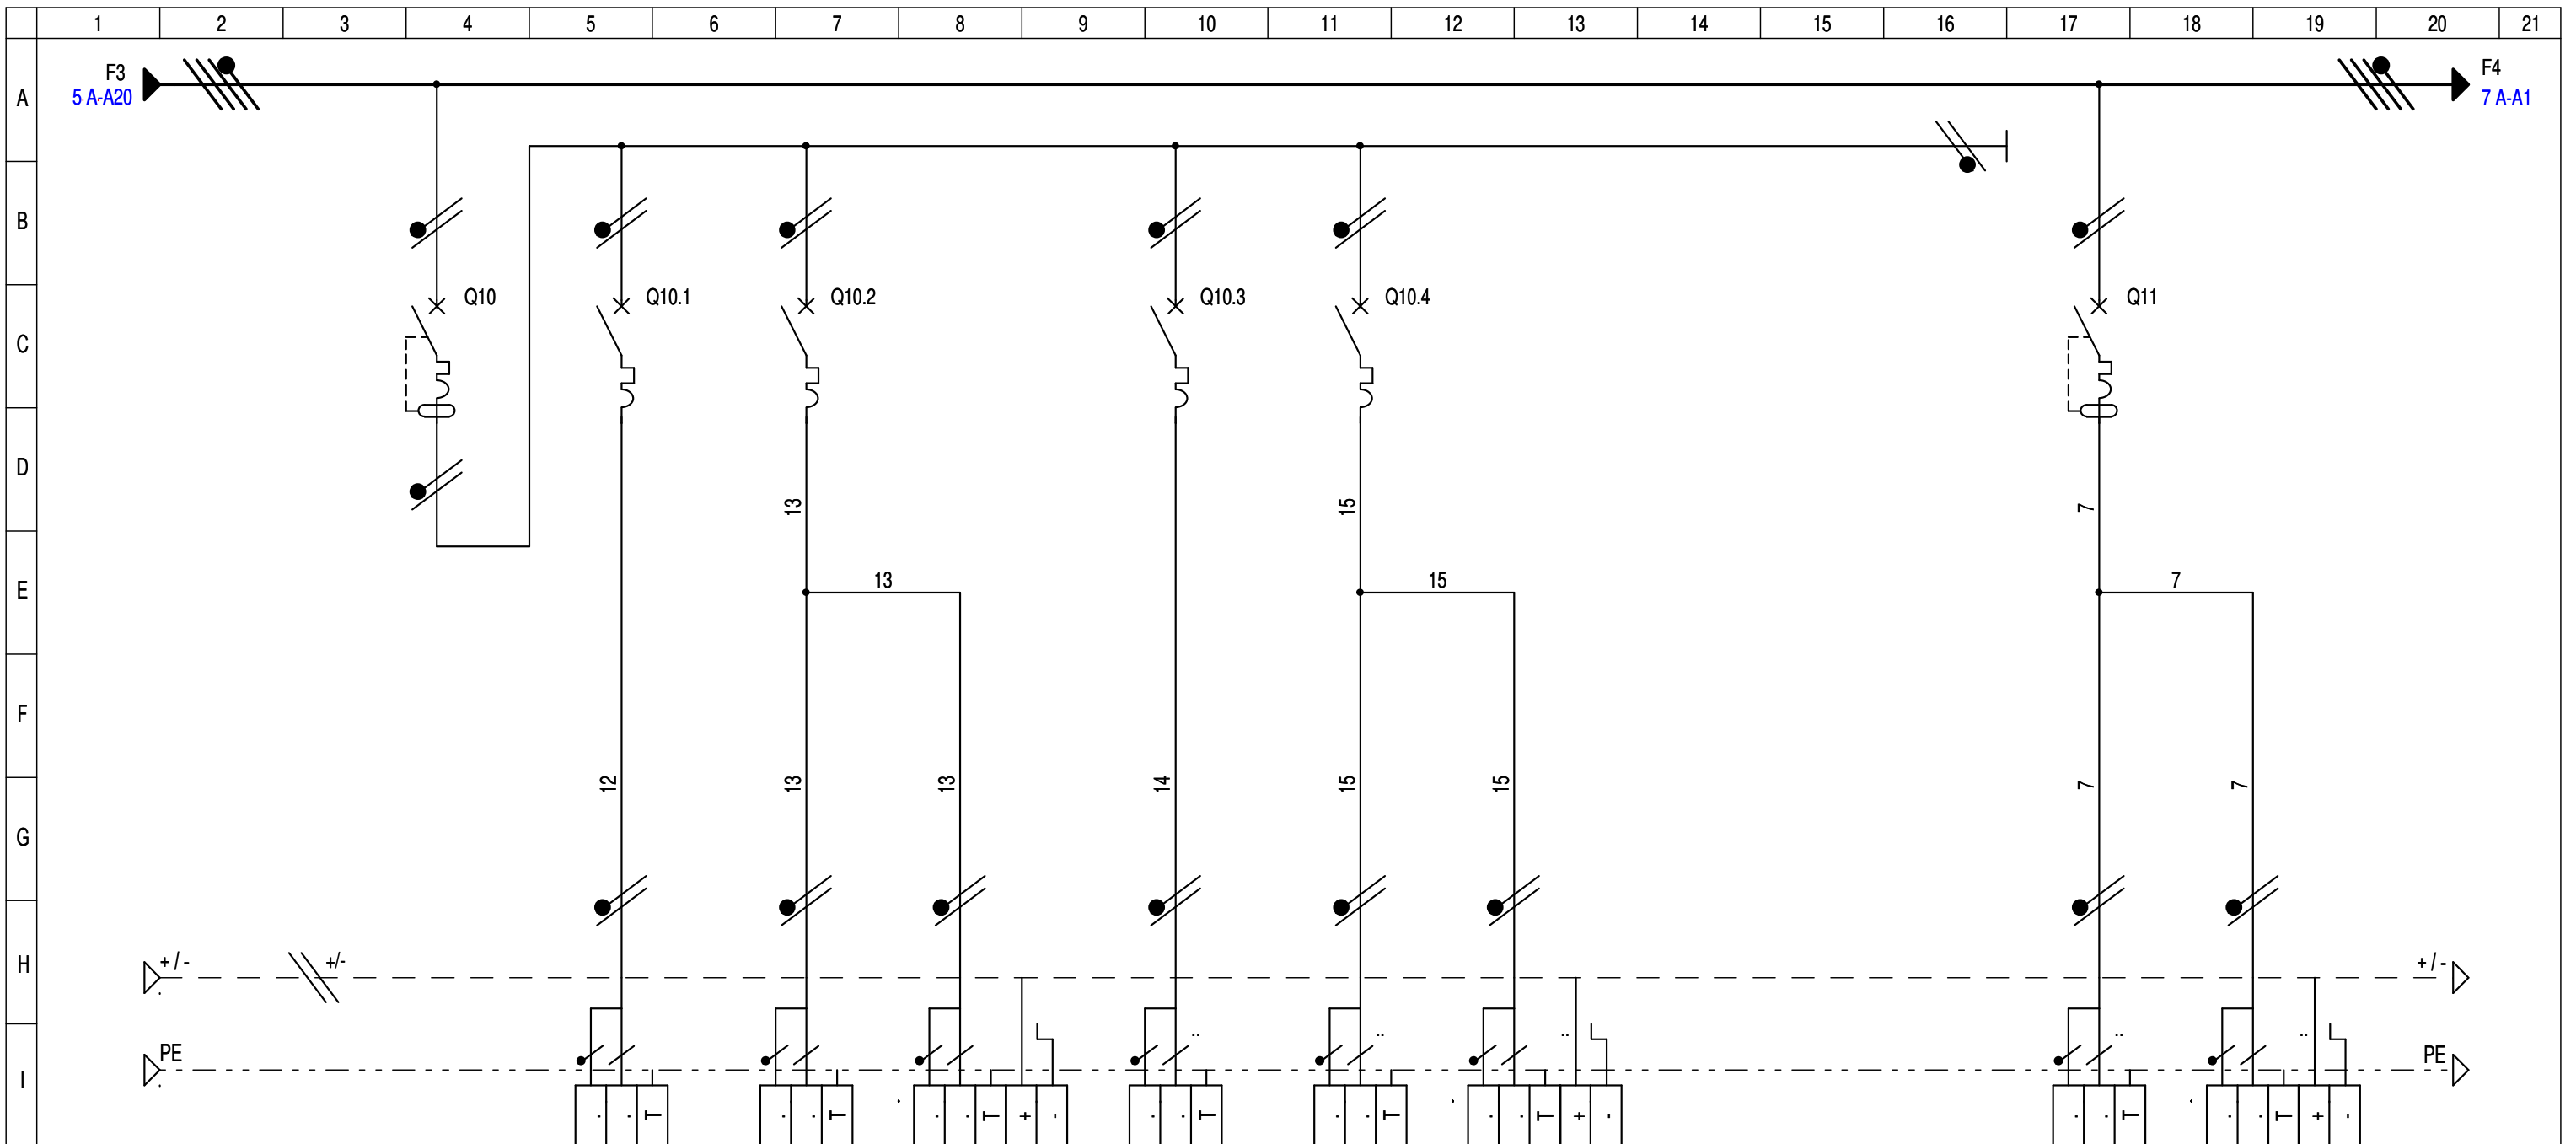 1 2 3 4 5 6 7 8 9 10 11 12 13 14 15 16 17 18 19 20 21
A
F3
5 A-A20
F4
7 A-A1
B
C
Q10
Q10.1
Q10.2
Q10.3
Q10.4
Q11
D
13
15
7
E
13
15
7
F
12
13
13
14
15
15
7
7
G
H
+ / -
+/-
+ / -
I
PE
PE
+ -
+ -
+ -